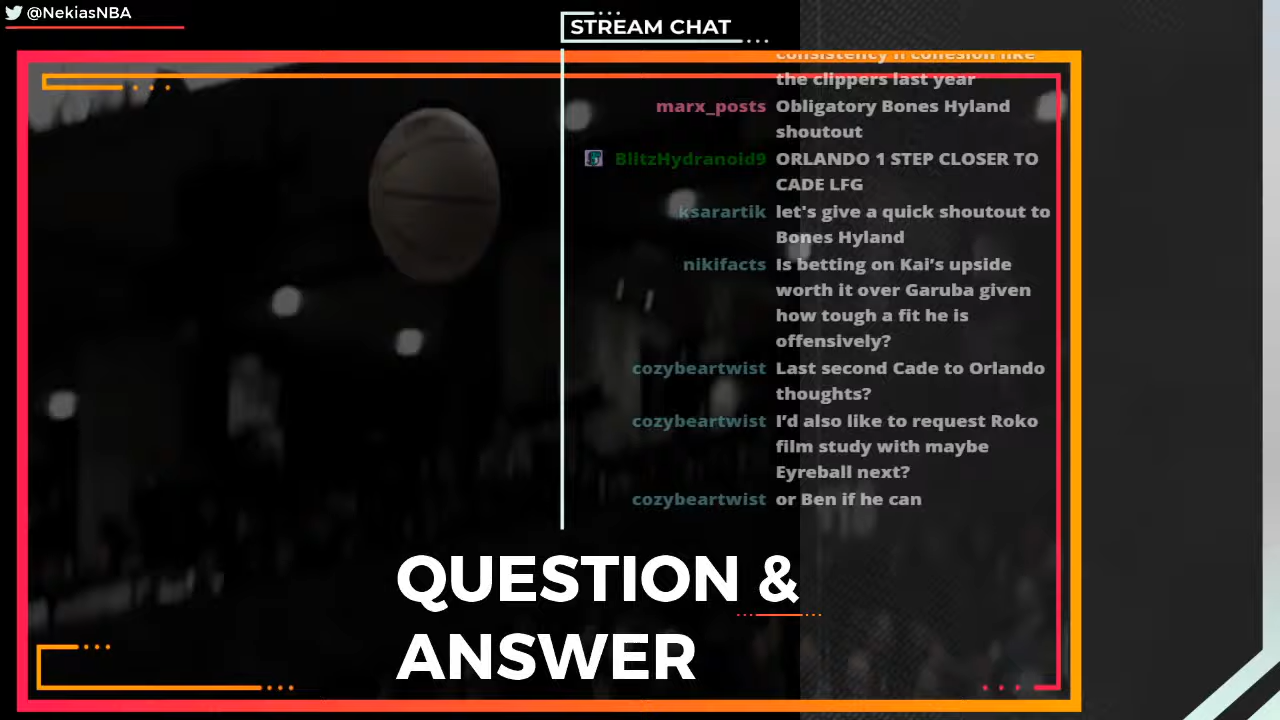 @NekiasNBA
STREAM CHAT
consistency n cohesion like
the clippers last year
marx_posts Obligatory Bones Hyland
shoutout
BlitzHydranoid9 ORLANDO 1 STEP CLOSER TO
CADE LFG
ksarartik let's give a quick shoutout to
Bones Hyland
nikifacts Is betting on Kai’s upside
worth it over Garuba given
how tough a fit he is
offensively?
cozybeartwist Last second Cade to Orlando
thoughts?
cozybeartwist I’d also like to request Roko
film study with maybe
Eyreball next?
cozybeartwist or Ben if he can
QUESTION &
ANSWER